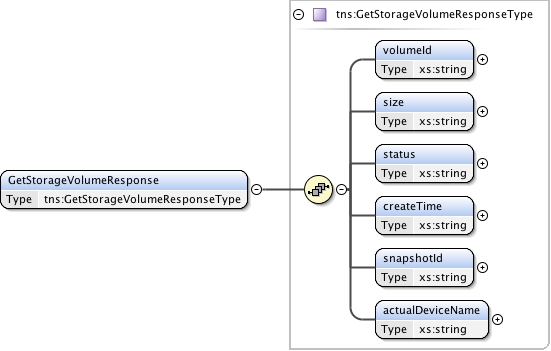 tns:GetStorageVolumeResponseType
volumeId
Type xs:string
size
Type xs:string
status
Type xs:string
GetStorageVolumeResponse
Type tns:GetStorageVolumeResponseType
createTime
Type xs:string
snapshotId
Type xs:string
actualDeviceName
Type xs:string